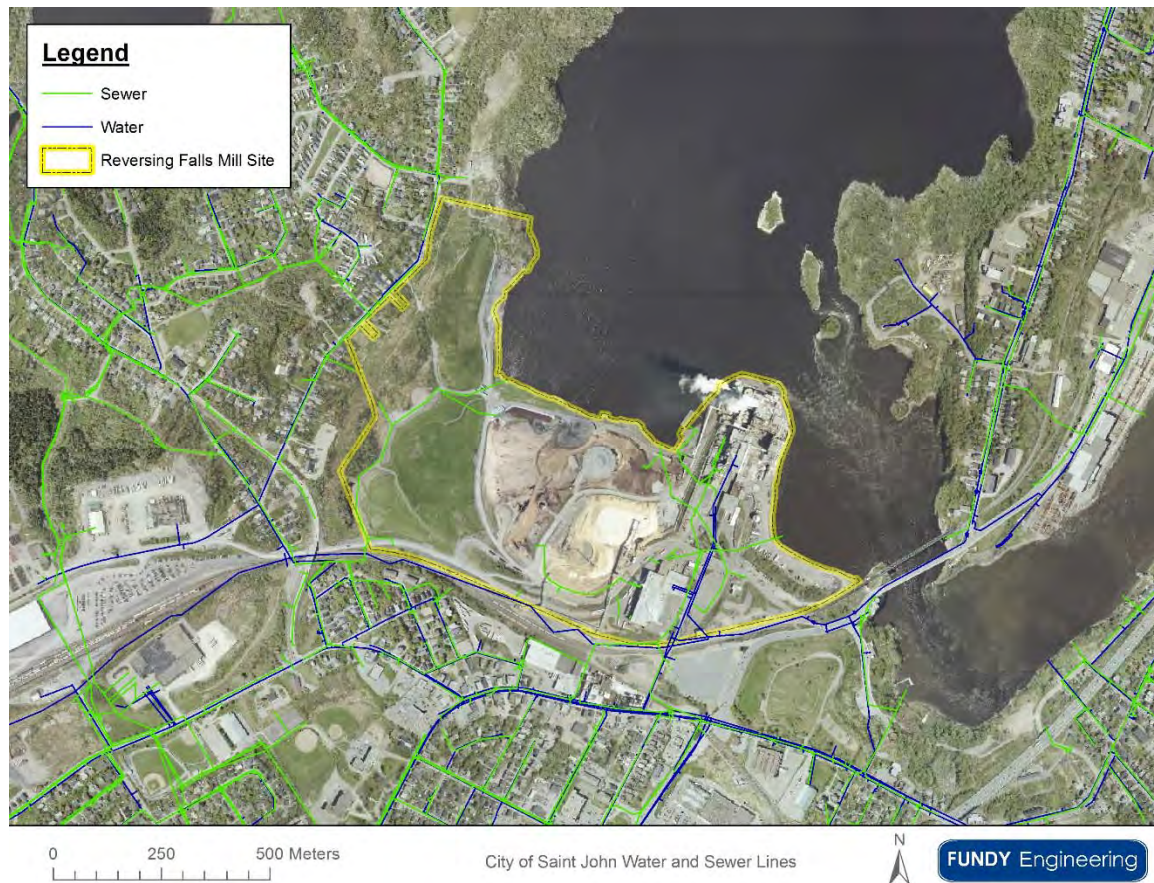 Legend
Sewer
Water
Reversing Falls Mill Site
0 250 500 Meters
City of Saint John Water and Sewer Lines
N
FUNDY Engineering